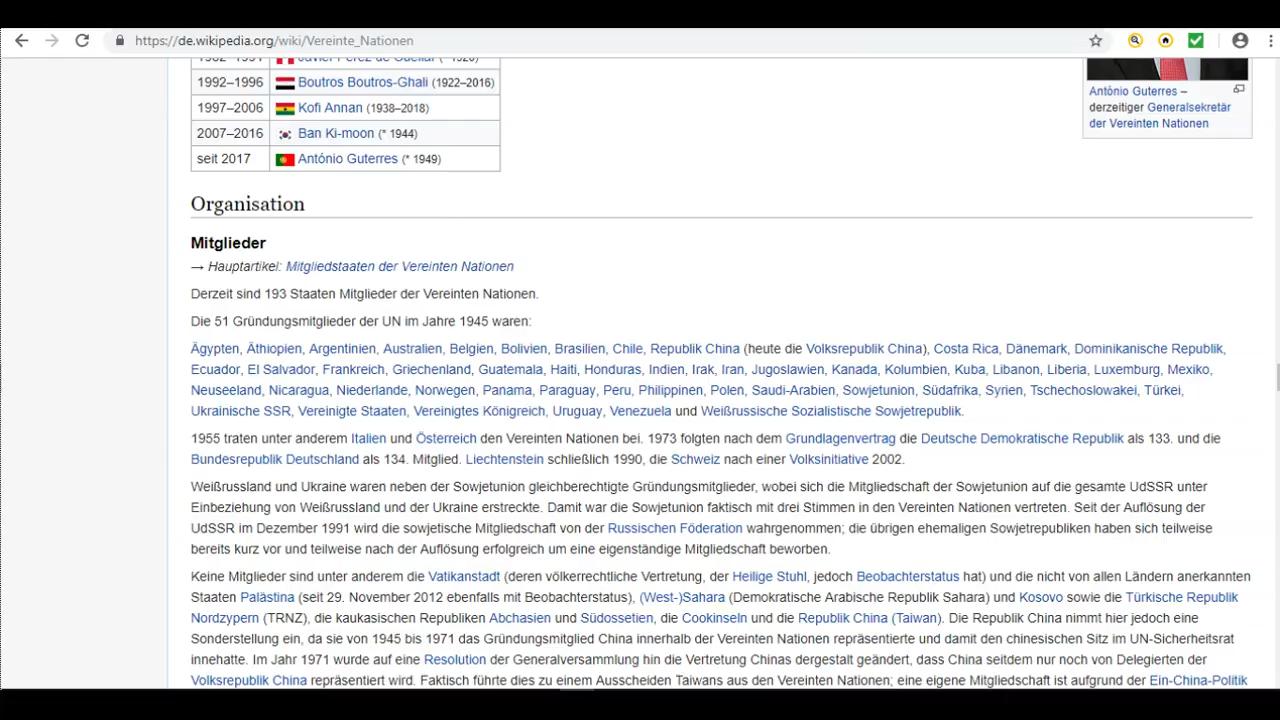 https://de.wikipedia.org/wiki/Vereinte_Nationen
1992–1996 Boutros Boutros-Ghali (1922–2016)
1997–2006 Kofi Annan (1938–2018)
2007–2016 Ban Ki-moon (* 1944)
seit 2017 António Guterres (* 1949)
António Guterres –
derzeitiger Generalsekretär
der Vereinten Nationen
Organisation
Mitglieder
→ Hauptartikel: Mitgliedstaaten der Vereinten Nationen
Derzeit sind 193 Staaten Mitglieder der Vereinten Nationen.
Die 51 Gründungsmitglieder der UN im Jahre 1945 waren:
Ägypten, Äthiopien, Argentinien, Australien, Belgien, Bolivien, Brasilien, Chile, Republik China (heute die Volksrepublik China), Costa Rica, Dänemark, Dominikanische Republik,
Ecuador, El Salvador, Frankreich, Griechenland, Guatemala, Haiti, Honduras, Indien, Irak, Iran, Jugoslawien, Kanada, Kolumbien, Kuba, Libanon, Liberia, Luxemburg, Mexiko,
Neuseeland, Nicaragua, Niederlande, Norwegen, Panama, Paraguay, Peru, Philippinen, Polen, Saudi-Arabien, Sowjetunion, Südafrika, Syrien, Tschechoslowakei, Türkei,
Ukrainische SSR, Vereinigte Staaten, Vereinigtes Königreich, Uruguay, Venezuela und Weißrussische Sozialistische Sowjetrepublik.
1955 traten unter anderem Italien und Österreich den Vereinten Nationen bei. 1973 folgten nach dem Grundlagenvertrag die Deutsche Demokratische Republik als 133. und die
Bundesrepublik Deutschland als 134. Mitglied. Liechtenstein schließlich 1990, die Schweiz nach einer Volksinitiative 2002.
Weißrussland und Ukraine waren neben der Sowjetunion gleichberechtigte Gründungsmitglieder, wobei sich die Mitgliedschaft der Sowjetunion auf die gesamte UdSSR unter
Einbeziehung von Weißrussland und der Ukraine erstreckte. Damit war die Sowjetunion faktisch mit drei Stimmen in den Vereinten Nationen vertreten. Seit der Auflösung der
UdSSR im Dezember 1991 wird die sowjetische Mitgliedschaft von der Russischen Föderation wahrgenommen; die übrigen ehemaligen Sowjetrepubliken haben sich teilweise
bereits kurz vor und teilweise nach der Auflösung erfolgreich um eine eigenständige Mitgliedschaft beworben.
Keine Mitglieder sind unter anderem die Vatikanstadt (deren völkerrechtliche Vertretung, der Heilige Stuhl, jedoch Beobachterstatus hat) und die nicht von allen Ländern anerkannten
Staaten Palästina (seit 29. November 2012 ebenfalls mit Beobachterstatus), (West-)Sahara (Demokratische Arabische Republik Sahara) und Kosovo sowie die Türkische Republik
Nordzypern (TRNZ), die kaukasischen Republiken Abchasien und Südossetien, die Cookinseln und die Republik China (Taiwan). Die Republik China nimmt hier jedoch eine
Sonderstellung ein, da sie von 1945 bis 1971 das Gründungsmitglied China innerhalb der Vereinten Nationen repräsentierte und damit den chinesischen Sitz im UN-Sicherheitsrat
innehatte. Im Jahr 1971 wurde auf eine Resolution der Generalversammlung hin die Vertretung Chinas dergestalt geändert, dass China seitdem nur noch von Delegierten der
Volksrepublik China repräsentiert wird. Faktisch führte dies zu einem Ausscheiden Taiwans aus den Vereinten Nationen; eine eigene Mitgliedschaft ist aufgrund der Ein-China-Politik